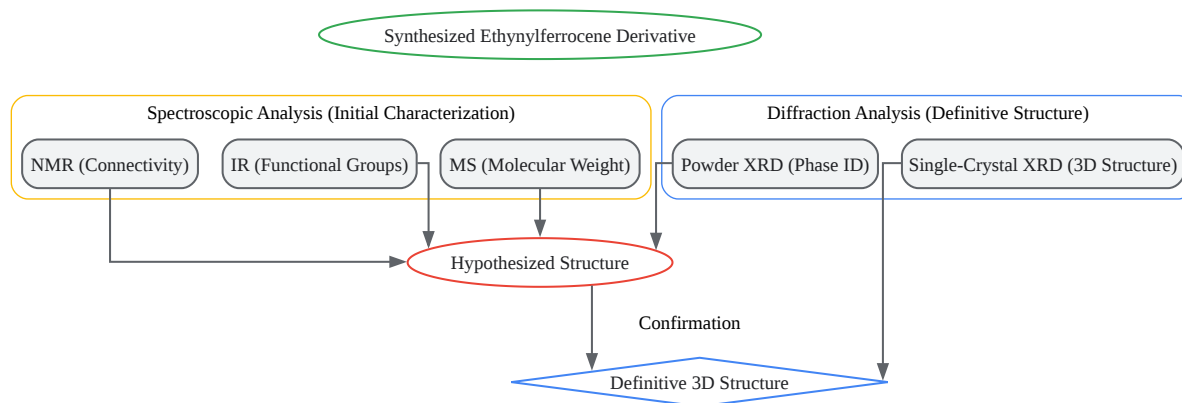 Synthesized Ethynylferrocene Derivative
Spectroscopic Analysis (Initial Characterization)
Diffraction Analysis (Definitive Structure)
NMR (Connectivity)
IR (Functional Groups)
MS (Molecular Weight)
Powder XRD (Phase ID)
Single-Crystal XRD (3D Structure)
Hypothesized Structure
Confirmation
Definitive 3D Structure